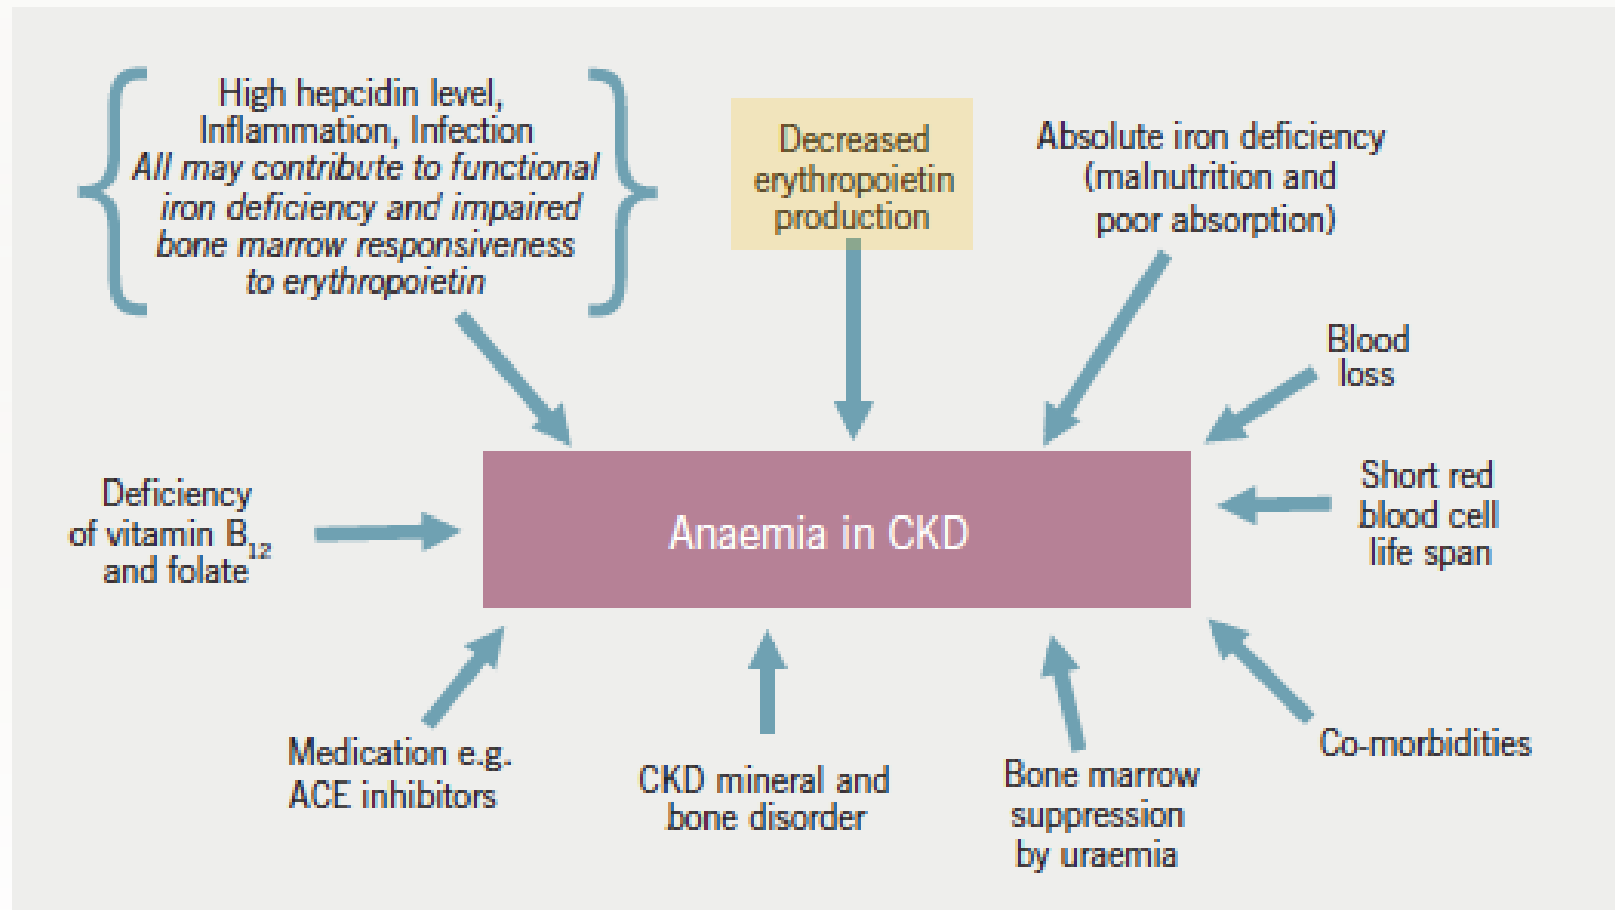 High hepcidin level,
Inflammation, Infection
All may contribute to functional
iron deficiency and impaired
bone marrow responsiveness
to erythropoietin
Decreased
erythropoietin
production
Absolute iron deficiency
(malnutrition and
poor absorption)
Blood
loss
Deficiency
of vitamin B12
and folate
Anaemia in CKD
Short red
blood cell
life span
Medication e.g.
ACE inhibitors
CKD mineral and
bone disorder
Bone marrow
suppression
by uraemia
Co-morbidities